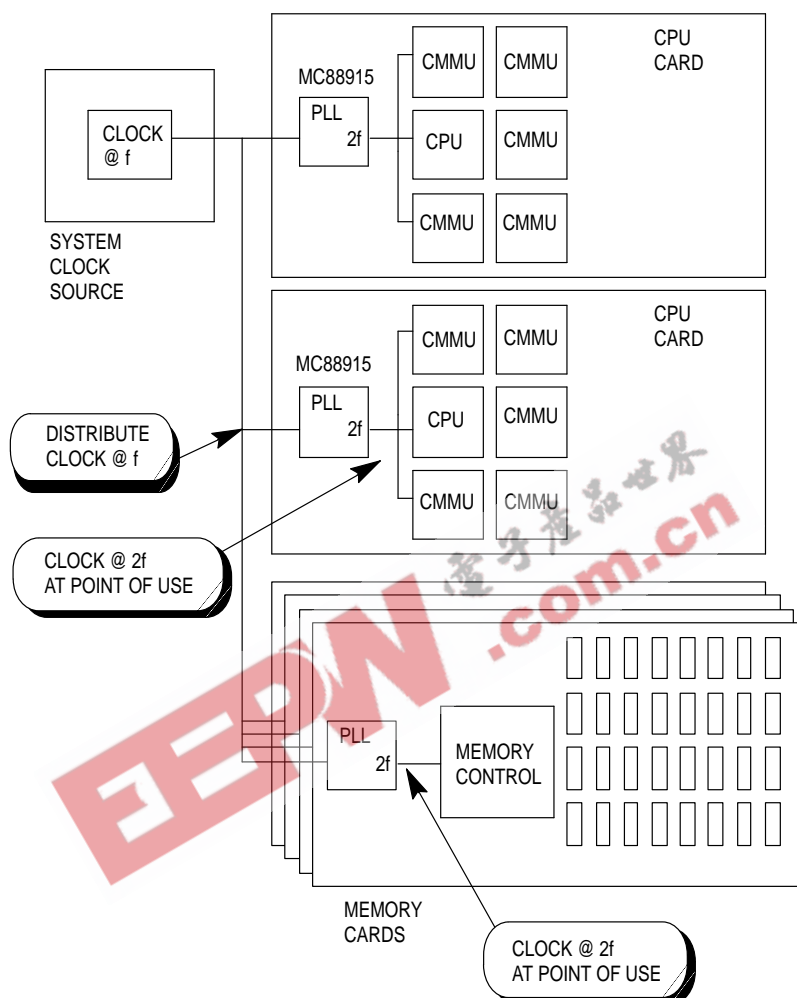 CPU
CARD
MC88915
CMMU
CMMU
PLL
2f
CPU
CMMU
CMMU
CMMU
CLOCK
@ f
SYSTEM
CLOCK
SOURCE
CPU
CARD
MC88915
CMMU
CMMU
PLL
2f
CPU
CMMU
CMMU
CMMU
DISTRIBUTE
CLOCK @ f
CLOCK @ 2f
AT POINT OF USE
PLL
2f
MEMORY
CONTROL
MEMORY
CARDS
CLOCK @ 2f
AT POINT OF USE
EEPW
.com.cn
電子產品世界